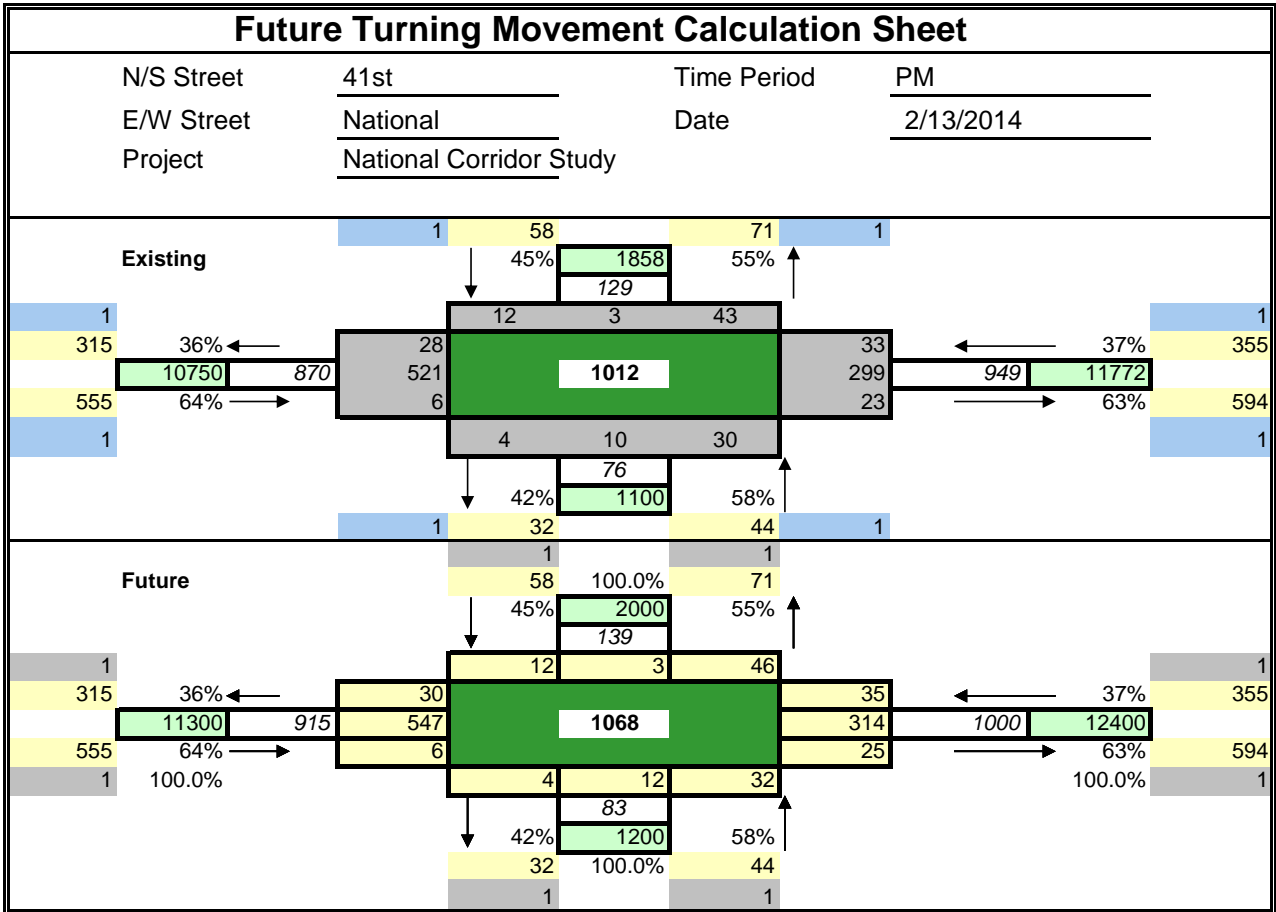 Future Turning Movement Calculation Sheet
N/S Street 41st Time Period PM
E/W Street National Date 2/13/2014
Project National Corridor Study
1 58 71 1
Existing 45% 1858 55%
129
1 12 3 43 1
315 36% 28 33 37% 355
10750 870 521 1012 299 949 11772
555 64% 6 23 63% 594
1 4 10 30 1
76
42% 1100 58%
1 32 44 1
1 1
Future 58 100.0% 71
45% 2000 55%
139
1 12 3 46 1
315 36% 30 35 37% 355
11300 915 547 1068 314 1000 12400
555 64% 6 25 63% 594
1 100.0% 4 12 32 100.0% 1
83
42% 1200 58%
32 100.0% 44
1 1